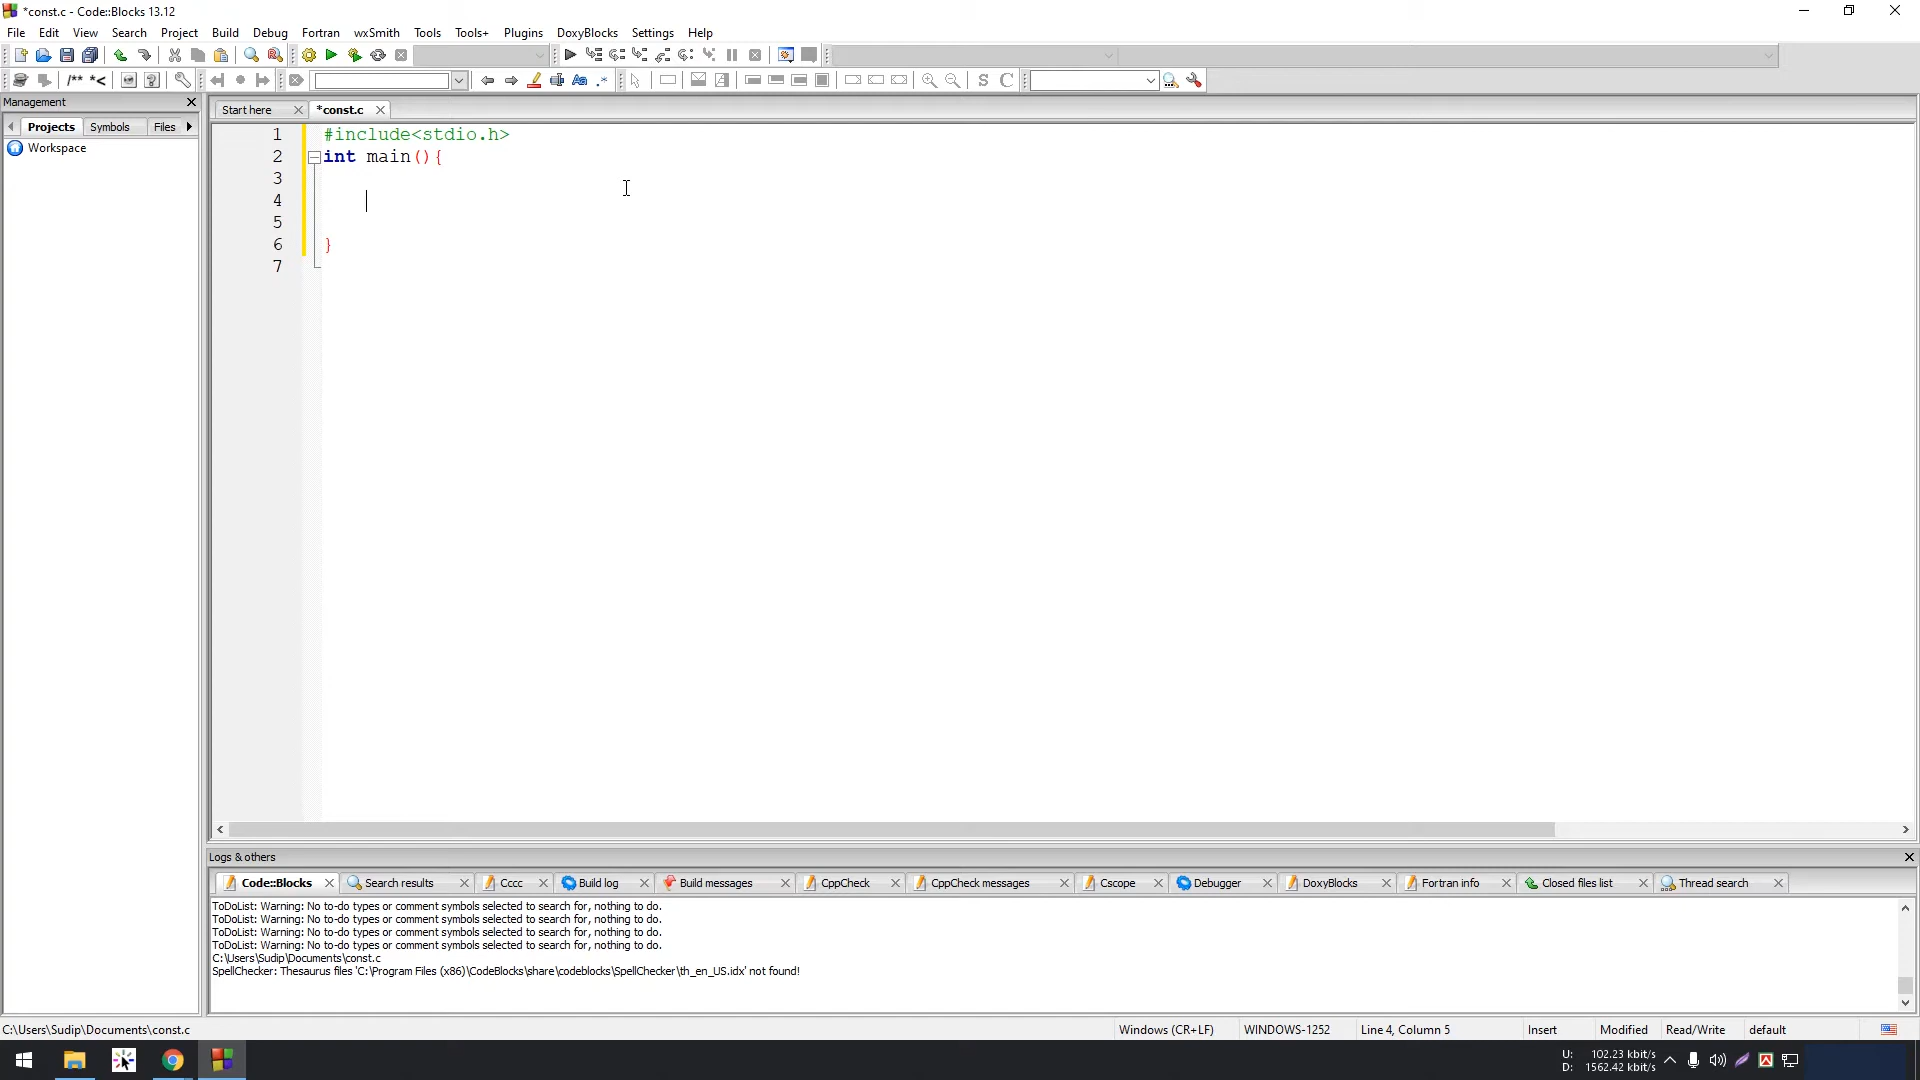 *const.c - Code::Blocks 13.12
File Edit View Search Project Build Debug Fortran wxSmith Tools Tools+ Plugins DoxyBlocks Settings Help
/** *<
S C
Management
Start here *const.c
Projects Symbols Files
Workspace
1 #include<stdio.h>
2 int main(){
3
4
5
6 }
7
Logs & others
Code::Blocks Search results Cccc Build log Build messages CppCheck CppCheck messages Cscope Debugger DoxyBlocks Fortran info Closed files list Thread search
ToDoList: Warning: No to-do types or comment symbols selected to search for, nothing to do.
ToDoList: Warning: No to-do types or comment symbols selected to search for, nothing to do.
ToDoList: Warning: No to-do types or comment symbols selected to search for, nothing to do.
ToDoList: Warning: No to-do types or comment symbols selected to search for, nothing to do.
C:\Users\Sudip\Documents\const.c
SpellChecker: Thesaurus files 'C:\Program Files (x86)\CodeBlocks\share\codeblocks\SpellChecker\th_en_US.idx' not found!
C:\Users\Sudip\Documents\const.c Windows (CR+LF) WINDOWS-1252 Line 4, Column 5 Insert Modified Read/Write default
U: 102.23 kbit/s
D: 1562.42 kbit/s